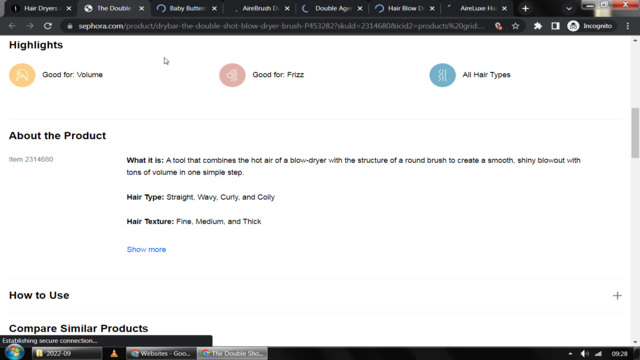 Hair Dryers
The Double
Baby Butterc
AireBrush Du
Double Agen
Hair Blow D
AireLuxe Ha
sephora.com/product/drybar-the-double-shot-blow-dryer-brush-P453282?skuId=2314680&icid2=products%20grid...
Incognito
Highlights
Good for: Volume
Good for: Frizz
All Hair Types
About the Product
Item 2314680
What it is: A tool that combines the hot air of a blow-dryer with the structure of a round brush to create a smooth, shiny blowout with
tons of volume in one simple step.
Hair Type: Straight, Wavy, Curly, and Coily
Hair Texture: Fine, Medium, and Thick
Show more
How to Use
Compare Similar Products
Establishing secure connection...
2022-09
Websites - Goo...
The Double Sho...
09:28